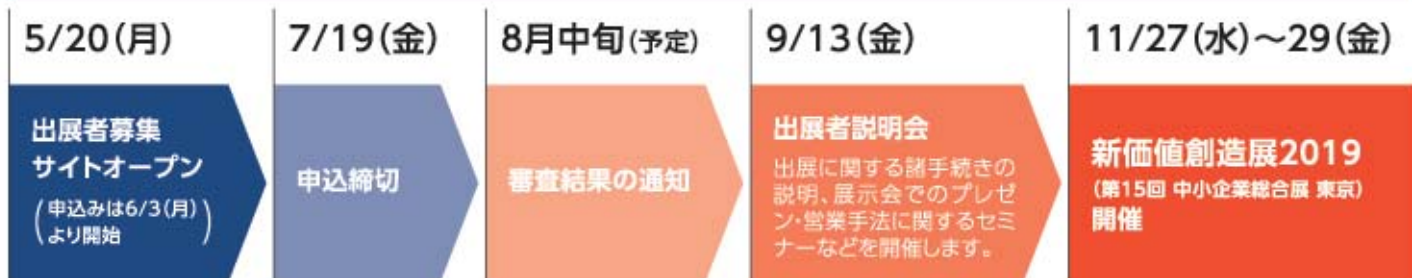 5/20(月)
出展者募集
サイトオープン
(申込みは6/3(月)
より開始)
7/19(金)
申込締切
8月中旬(予定)
審査結果の通知
9/13(金)
出展者説明会
出展に関する諸手続きの
説明、展示会でのプレゼ
ン・営業手法に関するセミ
ナーなどを開催します。
11/27(水)〜29(金)
新価値創造展2019
(第15回 中小企業総合展 東京)
開催